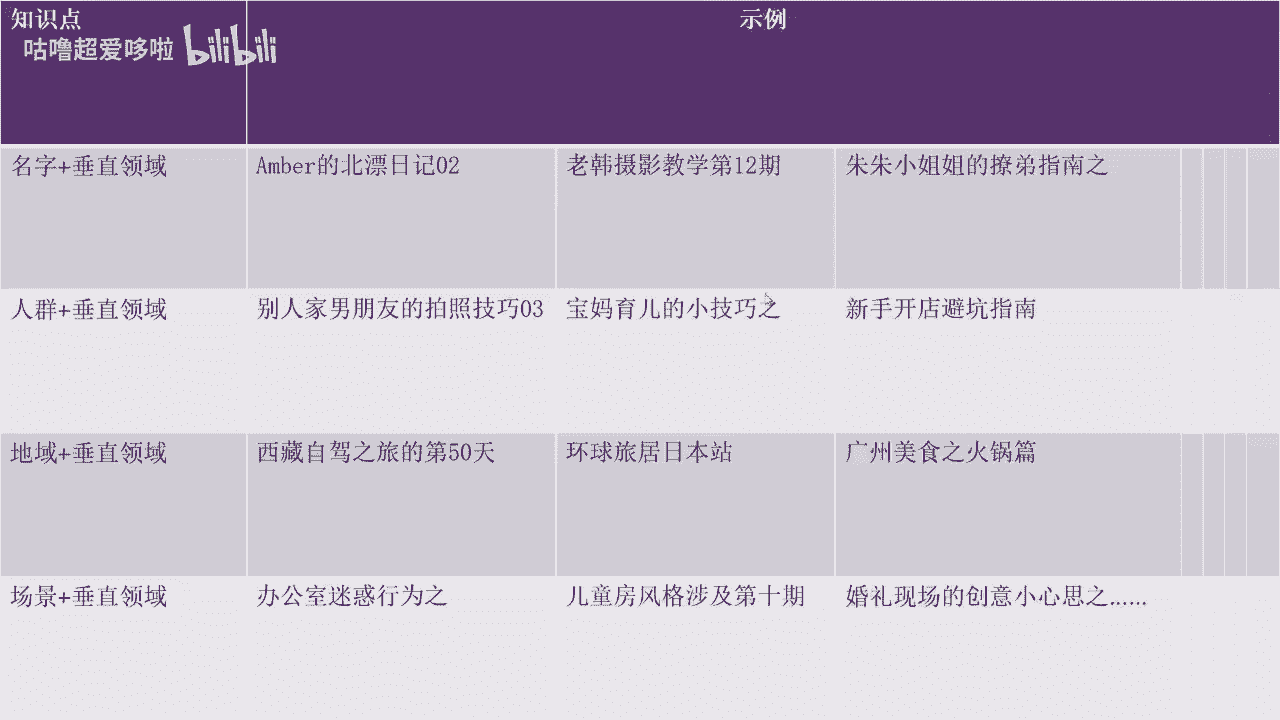 知识点
示例
咕噜超爱哆啦 bilibili
名字+垂直领域
Amber的北漂日记02
老韩摄影教学第12期
朱朱小姐姐的撩弟指南之
人群+垂直领域
别人家男朋友的拍照技巧03
宝妈育儿的小技巧之
新手开店避坑指南
地域+垂直领域
西藏自驾之旅的第50天
环球旅居日本站
广州美食之火锅篇
场景+垂直领域
办公室迷惑行为之
儿童房风格涉及第十期
婚礼现场的创意小心思之……